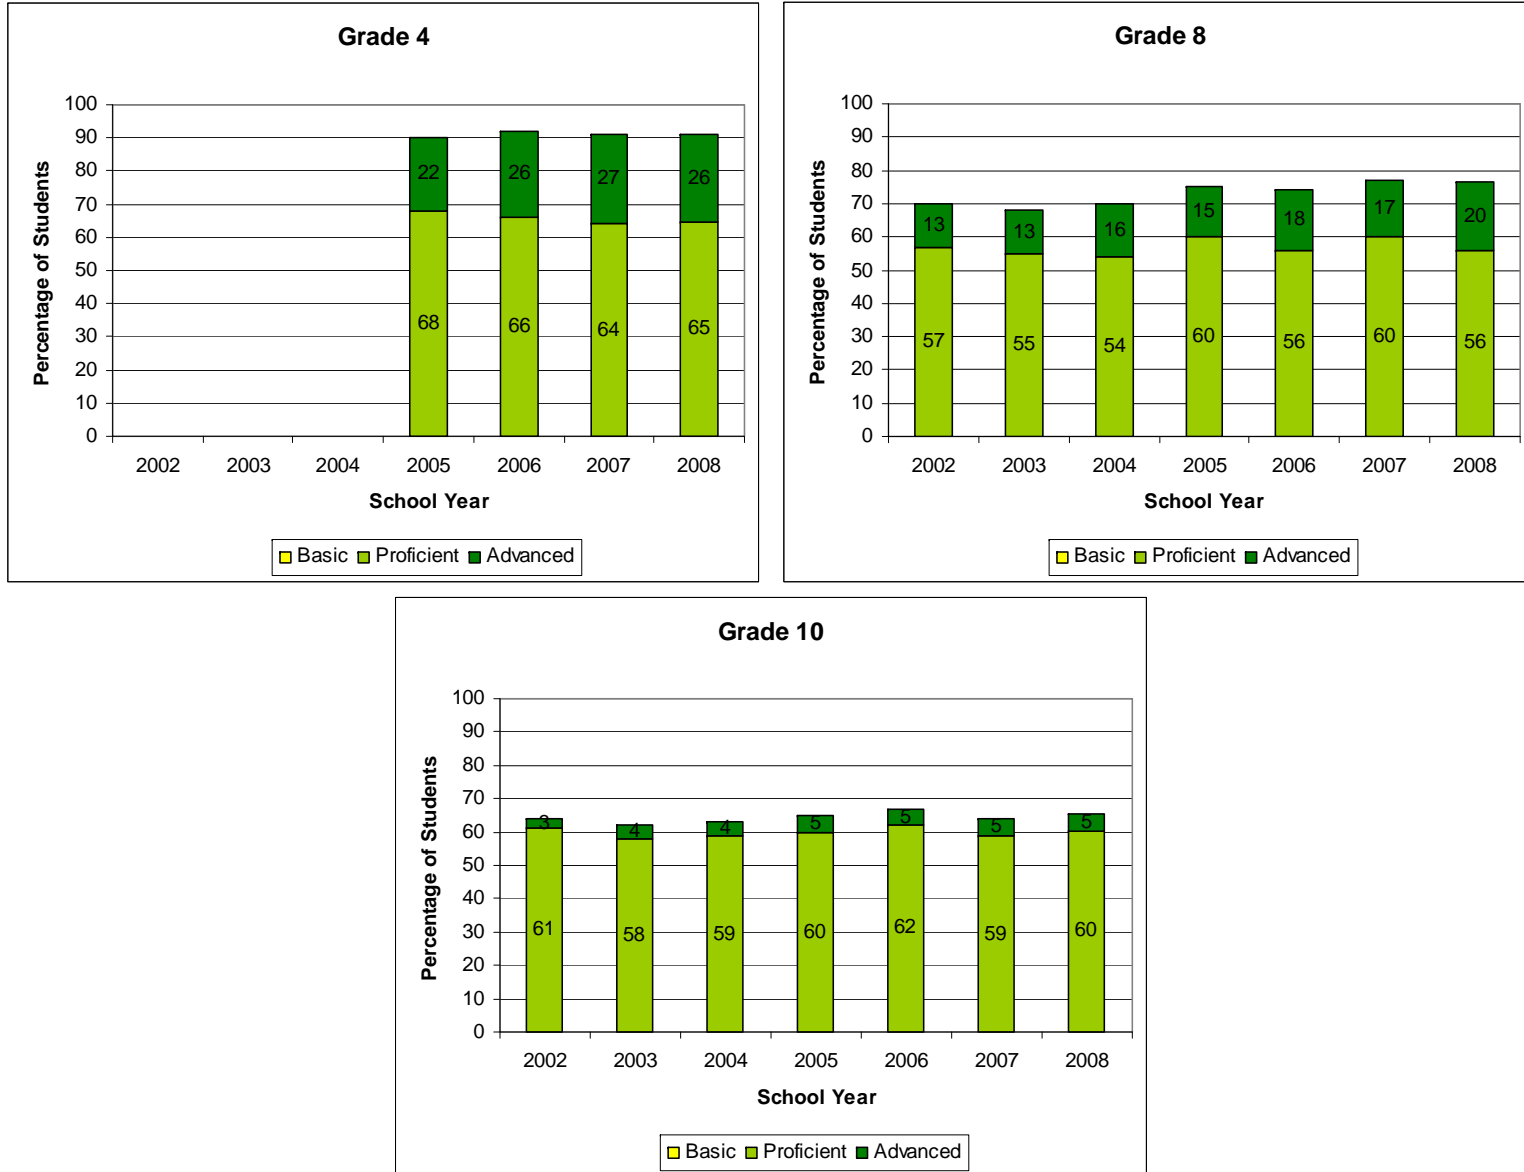 Grade 4
100
90
80
70
60
50
40
30
20
10
0
Percentage of Students
22 26 27 26
68 66 64 65
2002 2003 2004 2005 2006 2007 2008
School Year
Basic Proficient Advanced
Grade 8
100
90
80
70
60
50
40
30
20
10
0
Percentage of Students
13 13 16 15 18 17 20
57 55 54 60 56 60 56
2002 2003 2004 2005 2006 2007 2008
School Year
Basic Proficient Advanced
Grade 10
100
90
80
70
60
50
40
30
20
10
0
Percentage of Students
3 4 4 5 5 5 5
61 58 59 60 62 59 60
2002 2003 2004 2005 2006 2007 2008
School Year
Basic Proficient Advanced